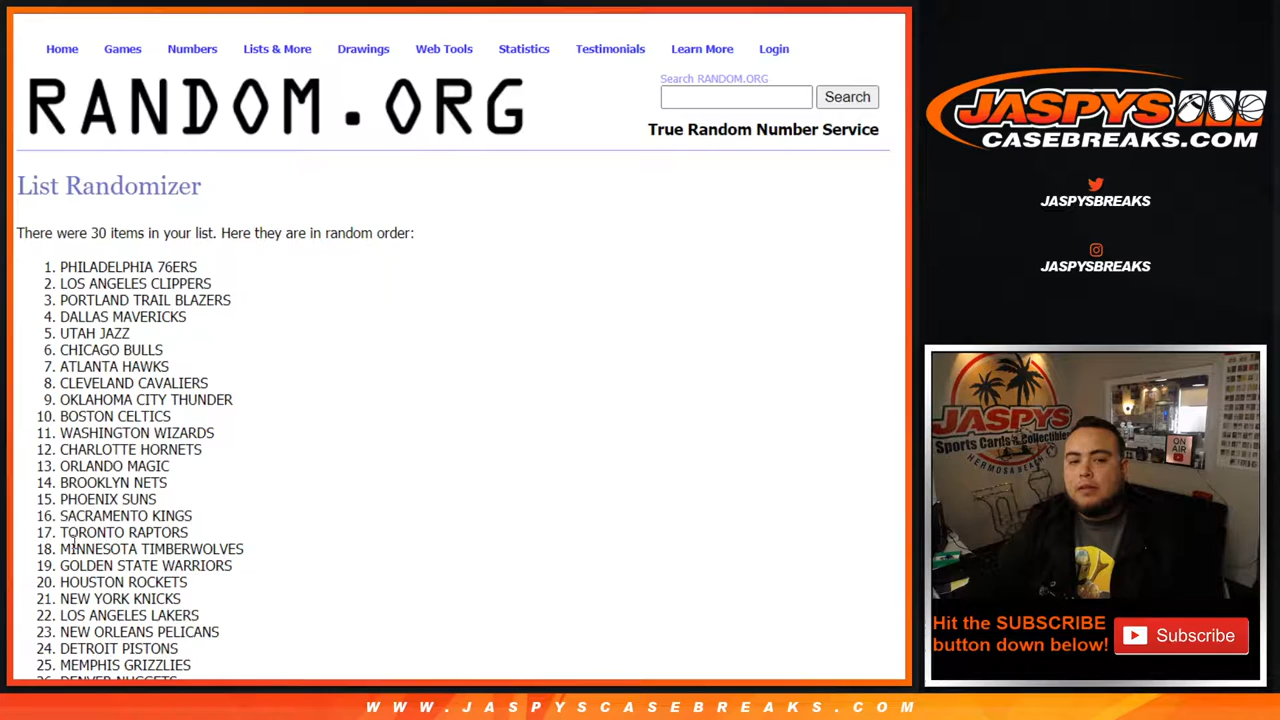 Home Games Numbers Lists & More Drawings Web Tools Statistics Testimonials Learn More Login
RANDOM.ORG
Search RANDOM.ORG
Search
True Random Number Service
List Randomizer
There were 30 items in your list. Here they are in random order:
1. PHILADELPHIA 76ERS
2. LOS ANGELES CLIPPERS
3. PORTLAND TRAIL BLAZERS
4. DALLAS MAVERICKS
5. UTAH JAZZ
6. CHICAGO BULLS
7. ATLANTA HAWKS
8. CLEVELAND CAVALIERS
9. OKLAHOMA CITY THUNDER
10. BOSTON CELTICS
11. WASHINGTON WIZARDS
12. CHARLOTTE HORNETS
13. ORLANDO MAGIC
14. BROOKLYN NETS
15. PHOENIX SUNS
16. SACRAMENTO KINGS
17. TORONTO RAPTORS
18. MINNESOTA TIMBERWOLVES
19. GOLDEN STATE WARRIORS
20. HOUSTON ROCKETS
21. NEW YORK KNICKS
22. LOS ANGELES LAKERS
23. NEW ORLEANS PELICANS
24. DETROIT PISTONS
25. MEMPHIS GRIZZLIES
26. DENVER NUGGETS
JASPYS
CASEBREAKS.COM
JASPYSBREAKS
JASPYSBREAKS
JASPYS
Sports Cards & Collectibles
HERMOSA BEACH
ON AIR
Hit the SUBSCRIBE
button down below!
Subscribe
WWW.JASPYSCASEBREAKS.COM